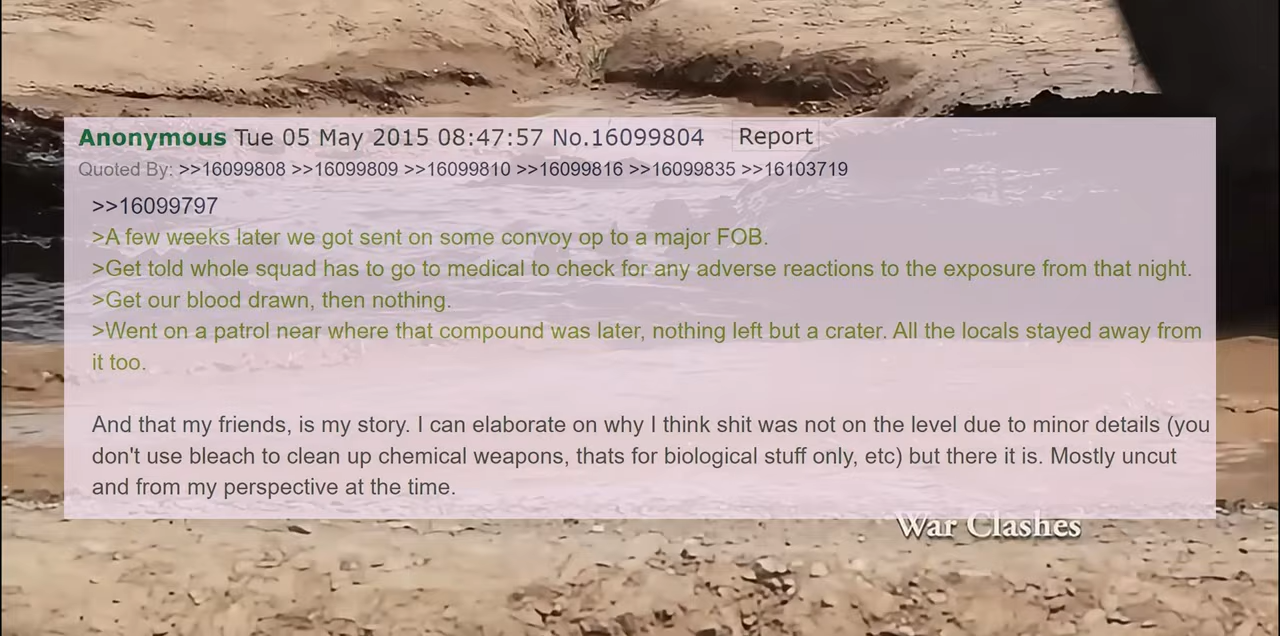 Anonymous Tue 05 May 2015 08:47:57 No.16099804 Report
Quoted By: >>16099808 >>16099809 >>16099810 >>16099816 >>16099835 >>16103719
>>16099797
>A few weeks later we got sent on some convoy op to a major FOB.
>Get told whole squad has to go to medical to check for any adverse reactions to the exposure from that night.
>Get our blood drawn, then nothing.
>Went on a patrol near where that compound was later, nothing left but a crater. All the locals stayed away from
it too.
And that my friends, is my story. I can elaborate on why I think shit was not on the level due to minor details (you
don't use bleach to clean up chemical weapons, thats for biological stuff only, etc) but there it is. Mostly uncut
and from my perspective at the time.
War Clashes